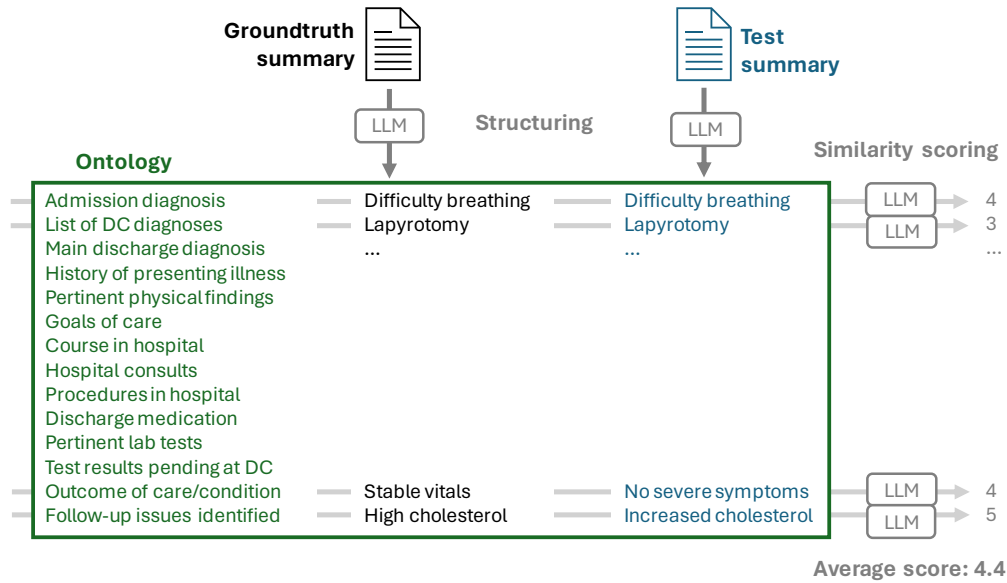 Groundtruth
summary
Test
summary
LLM
Structuring
LLM
Ontology
Similarity scoring
Admission diagnosis Difficulty breathing Difficulty breathing LLM 4
List of DC diagnoses Lapyrotomy Lapyrotomy LLM 3
Main discharge diagnosis ... ... ...
History of presenting illness
Pertinent physical findings
Goals of care
Course in hospital
Hospital consults
Procedures in hospital
Discharge medication
Pertinent lab tests
Test results pending at DC
Outcome of care/condition Stable vitals No severe symptoms LLM 4
Follow-up issues identified High cholesterol Increased cholesterol LLM 5
Average score: 4.4